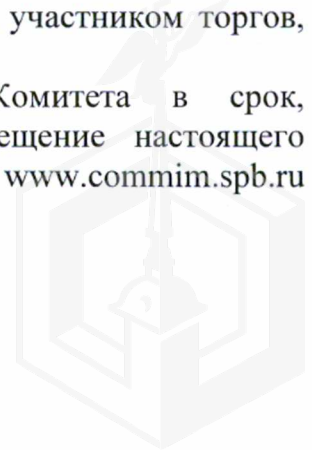 участником торгов,
Комитета в срок,
ещение настоящего
www.commim.spb.ru